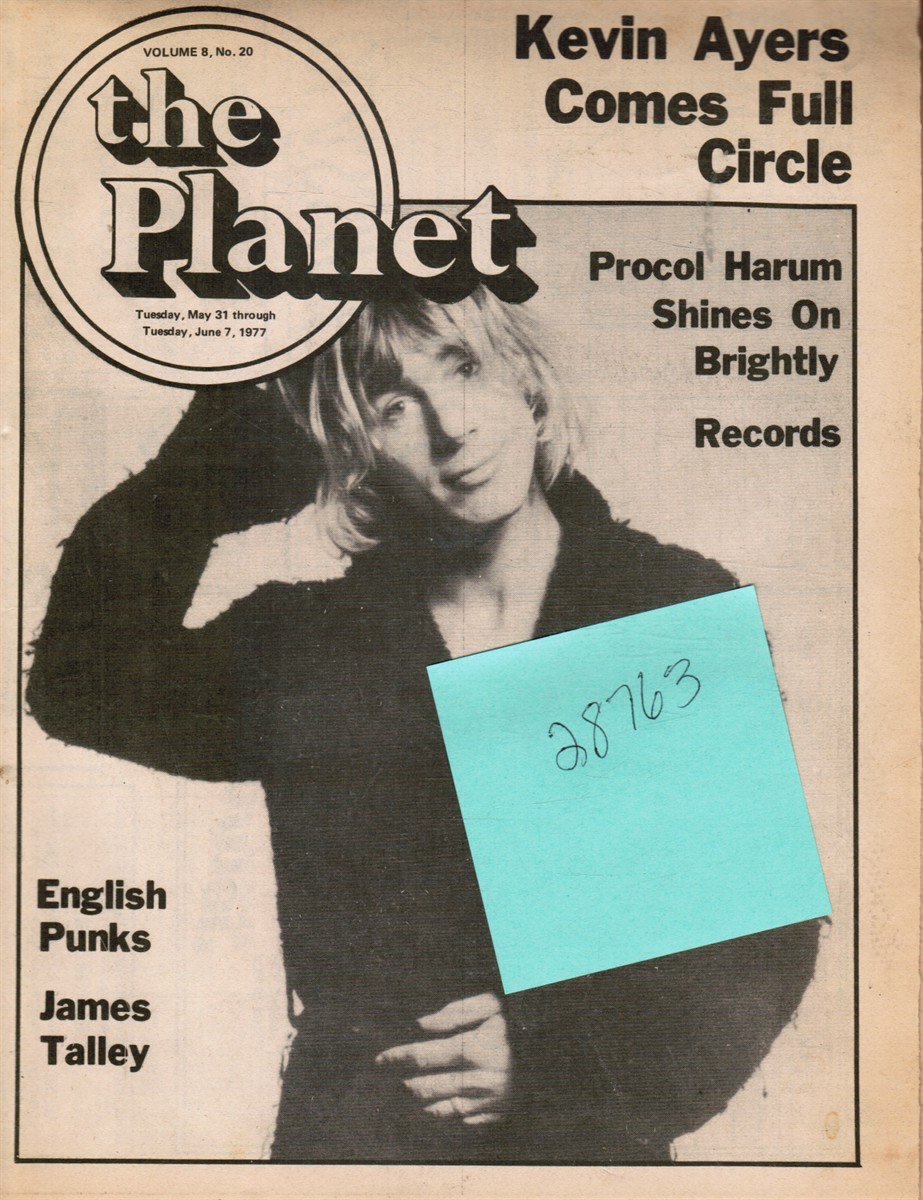 VOLUME 8, No. 20
the
Planet
Tuesday, May 31 through
Tuesday, June 7, 1977
Kevin Ayers
Comes Full
Circle
Procol Harum
Shines On
Brightly
Records
28763
English
Punks
James
Talley